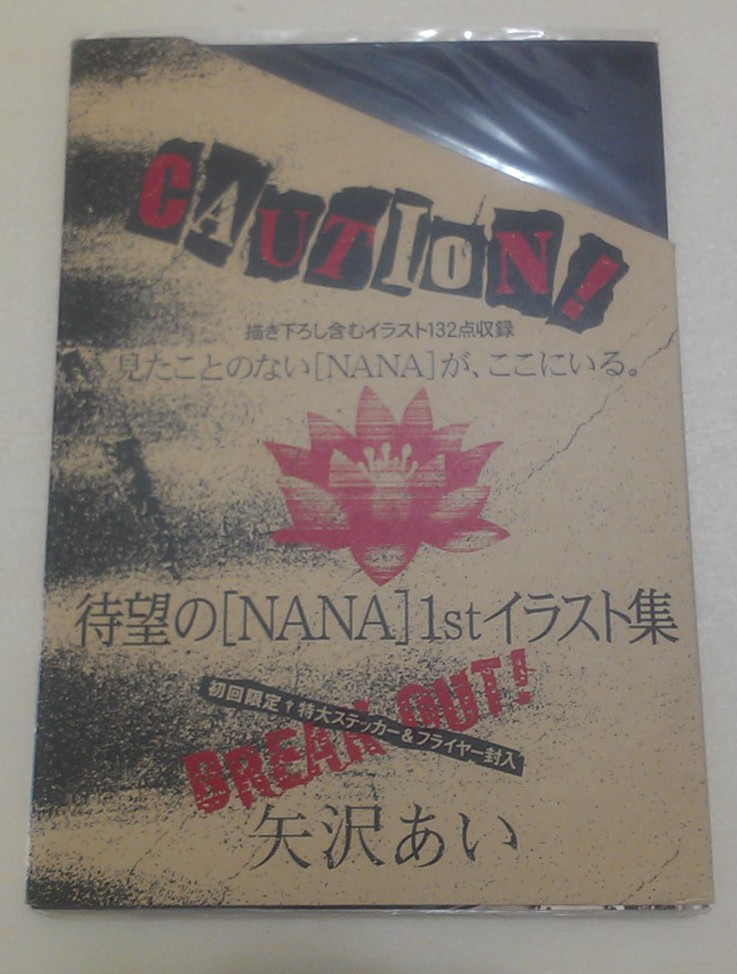 CAUTION!
描き下ろし含むイラスト132点収録
見たことのない[NANA]が、ここにいる。
待望の[NANA]1stイラスト集
BREAK OUT!
初回限定†特大ステッカー&フライヤー封入
矢沢あい